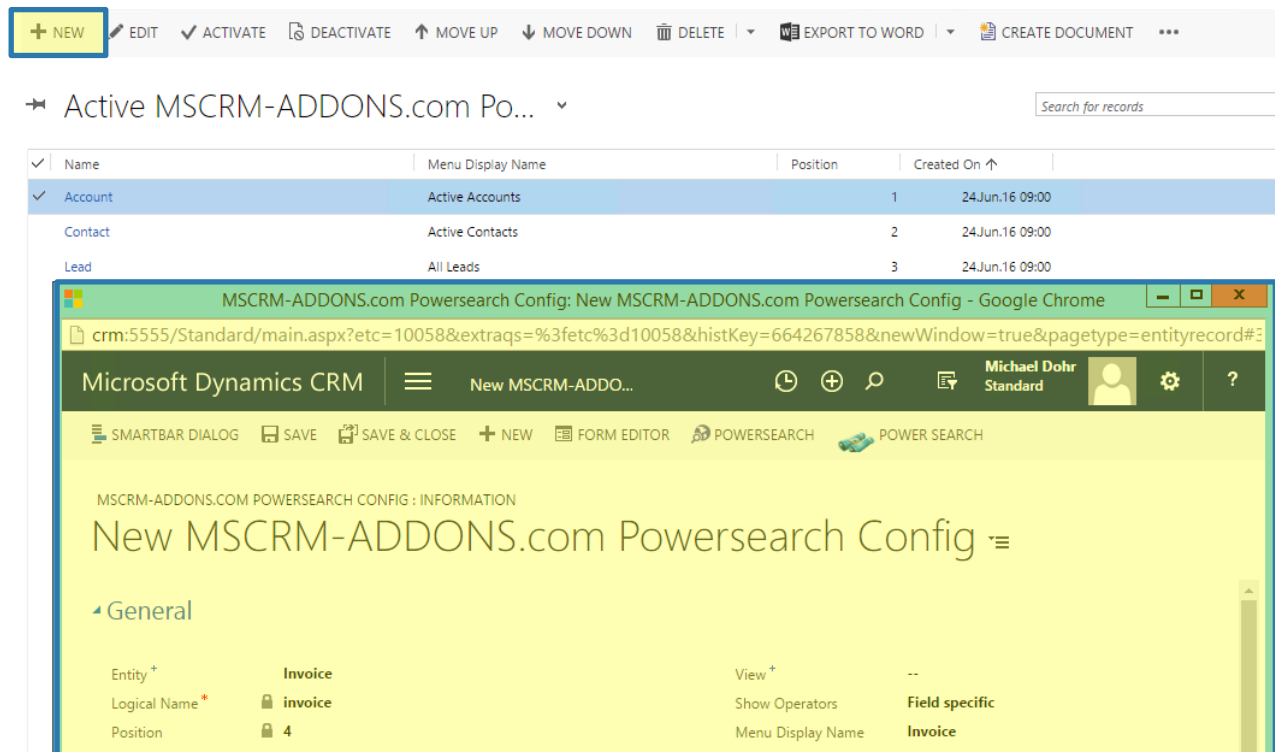 NEW EDIT ACTIVATE DEACTIVATE MOVE UP MOVE DOWN DELETE EXPORT TO WORD CREATE DOCUMENT •••
Active MSCRM-ADDONS.com Po...
Search for records
Name Menu Display Name Position Created On
Account Active Accounts 1 24.Jun.16 09:00
Contact Active Contacts 2 24.Jun.16 09:00
Lead All Leads 3 24.Jun.16 09:00
MSCRM-ADDONS.com Powersearch Config: New MSCRM-ADDONS.com Powersearch Config - Google Chrome
crm:5555/Standard/main.aspx?etc=10058&extraqs=%3fetc%3d10058&histKey=664267858&newWindow=true&pagetype=entityrecord#
Microsoft Dynamics CRM New MSCRM-ADDO... Michael Dohr ?
Standard
SMARTBAR DIALOG SAVE SAVE & CLOSE NEW FORM EDITOR POWERSEARCH POWER SEARCH
MSCRM-ADDONS.COM POWERSEARCH CONFIG : INFORMATION
New MSCRM-ADDONS.com Powersearch Config
General
Entity + Invoice View + --
Logical Name * invoice Show Operators Field specific
Position 4 Menu Display Name Invoice